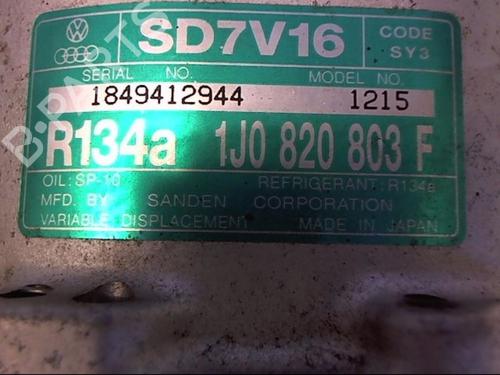 SD7V16
CODE
SY3
SERIAL NO.
MODEL NO.
1849412944
1215
R134a 1J0 820 803 F
OIL: SP-10 REFRIGERANT: R134a
MFD. BY SANDEN CORPORATION
VARIABLE DISPLACEMENT MADE IN JAPAN
B-PARTS